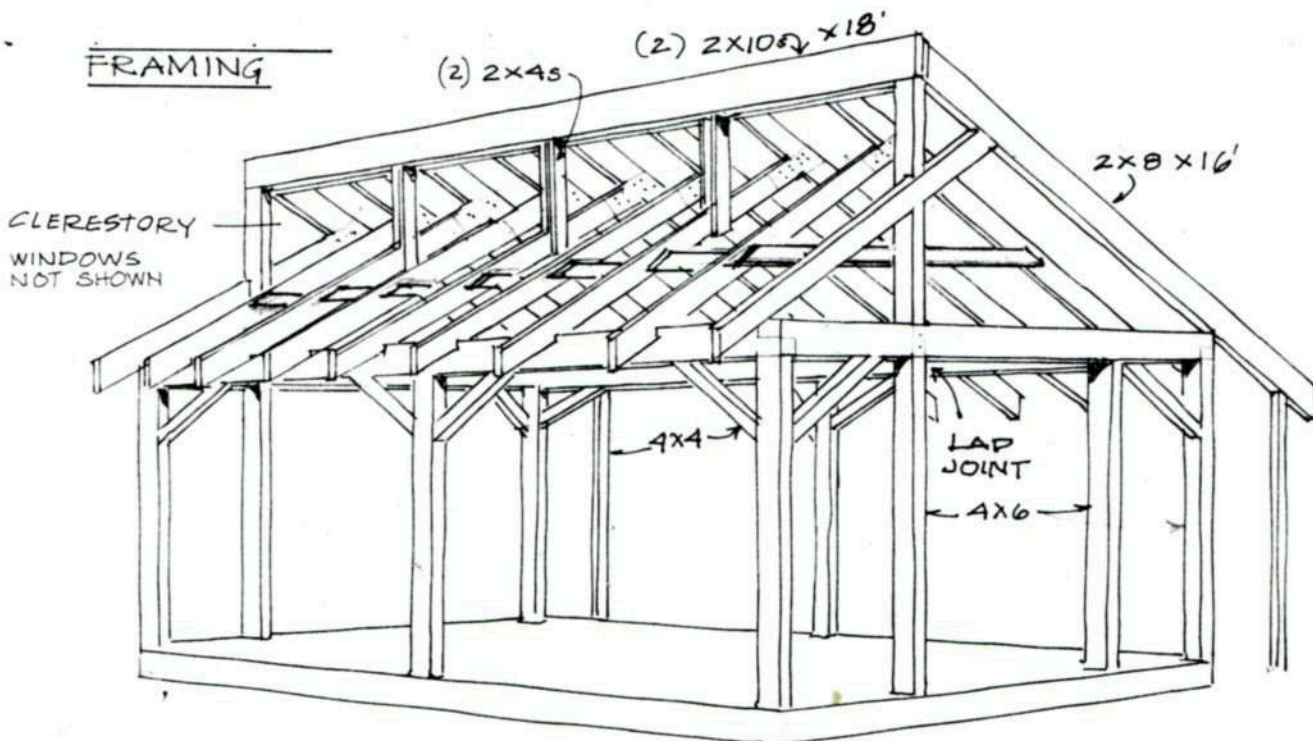 FRAMING
(2) 2X4s
(2) 2X10s X18'
2X8 X16'
CLERESTORY
WINDOWS
NOT SHOWN
4X4
LAP
JOINT
4X6